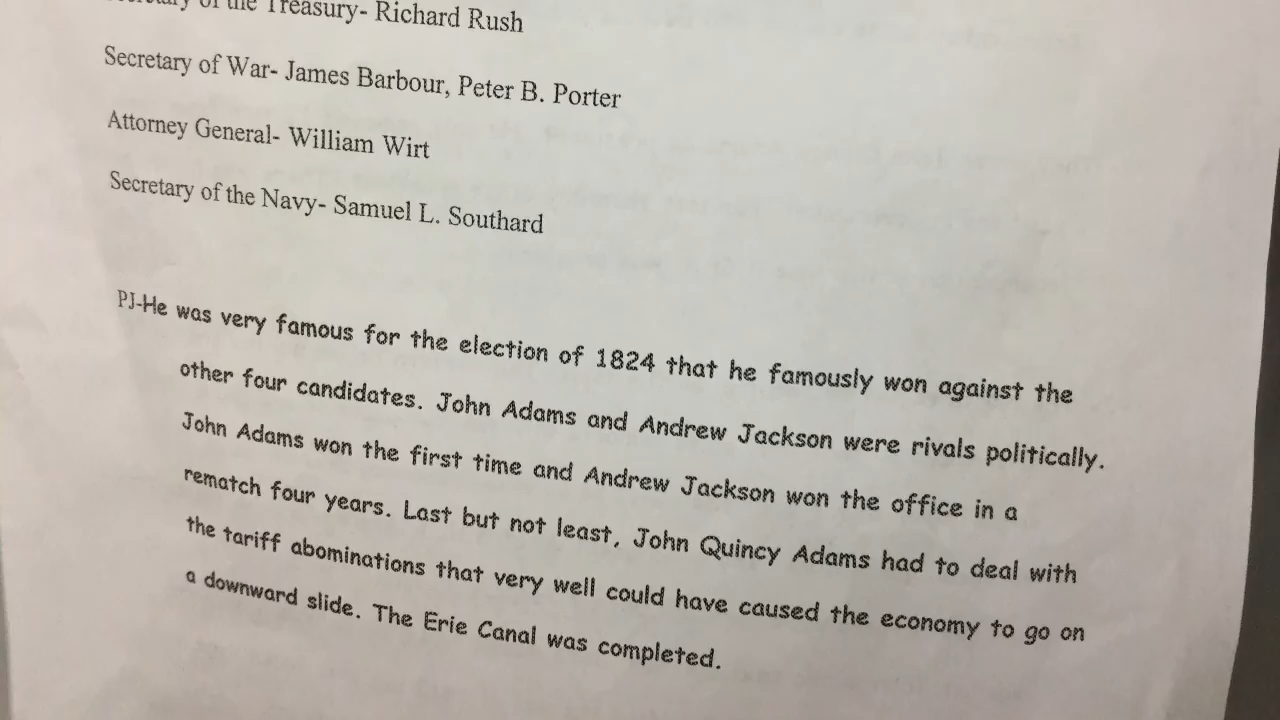 Secretary of the Treasury- Richard Rush
Secretary of War- James Barbour, Peter B. Porter
Attorney General- William Wirt
Secretary of the Navy- Samuel L. Southard
PJ-He was very famous for the election of 1824 that he famously won against the
other four candidates. John Adams and Andrew Jackson were rivals politically.
John Adams won the first time and Andrew Jackson won the office in a
rematch four years. Last but not least, John Quincy Adams had to deal with
the tariff abominations that very well could have caused the economy to go on
a downward slide. The Erie Canal was completed.